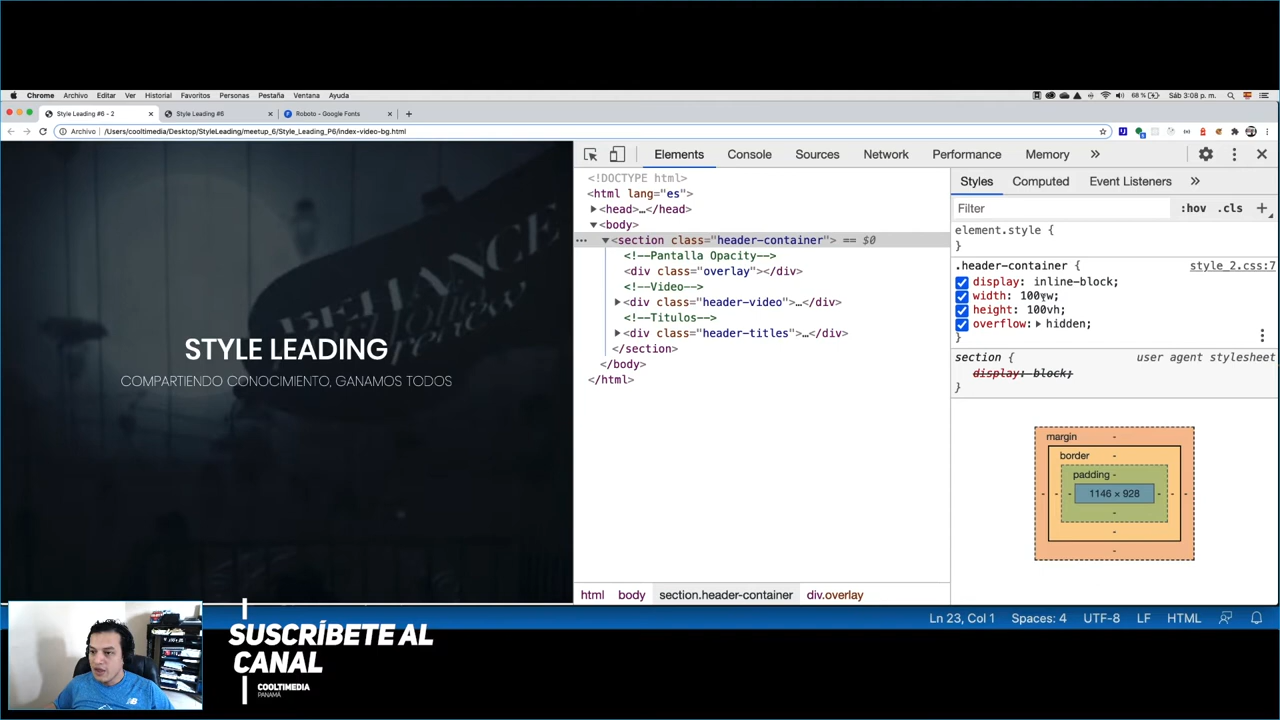 Chrome Archivo Editar Ver Historial Favoritos Personas Pestaña Ventana Ayuda
68 % Sáb 3:08 p. m.
Style Leading #6 - 2
Style Leading #6
Roboto - Google Fonts
Archivo /Users/cooltimedia/Desktop/StyleLeading/meetup_6/Style_Leading_P6/index-video-bg.html
BEHANCE
STYLE LEADING
COMPARTIENDO CONOCIMIENTO, GANAMOS TODOS
Elements Console Sources Network Performance Memory »
<!DOCTYPE html>
<html lang="es">
<head>…</head>
<body>
… <section class="header-container"> == $0
<!--Pantalla Opacity-->
<div class="overlay"></div>
<!--Video-->
<div class="header-video">…</div>
<!--Titulos-->
<div class="header-titles">…</div>
</section>
</body>
</html>
html body section.header-container div.overlay
Styles Computed Event Listeners »
Filter :hov .cls +
element.style {
}
.header-container { style_2.css:7
display: inline-block;
width: 100vw;
height: 100vh;
overflow: hidden;
}
section { user agent stylesheet
display: block;
}
margin -
border -
padding -
- - - 1146 × 928 - - -
-
-
-
Ln 23, Col 1 Spaces: 4 UTF-8 LF HTML
SUSCRÍBETE AL
CANAL
COOLTIMEDIA
PANAMÁ